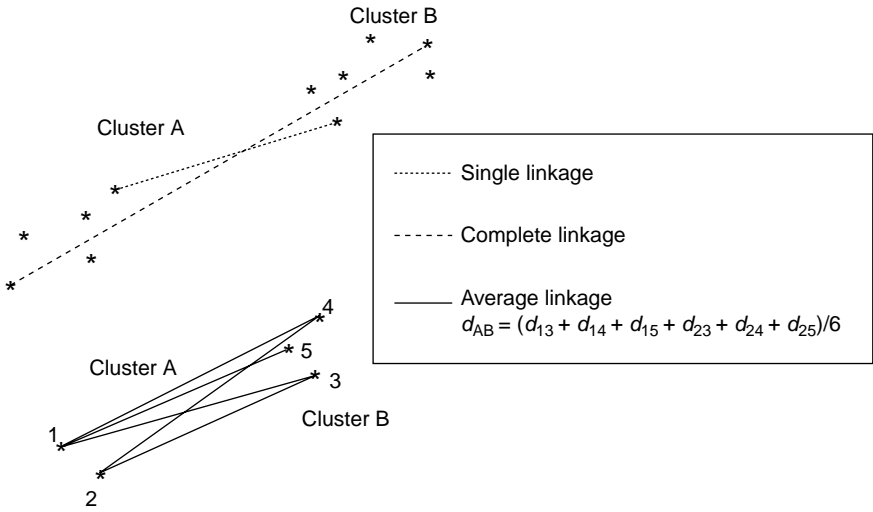 Cluster B
Cluster A
Single linkage
Complete linkage
Average linkage
d_AB = (d_13 + d_14 + d_15 + d_23 + d_24 + d_25)/6
4
5
Cluster A
3
Cluster B
1
2